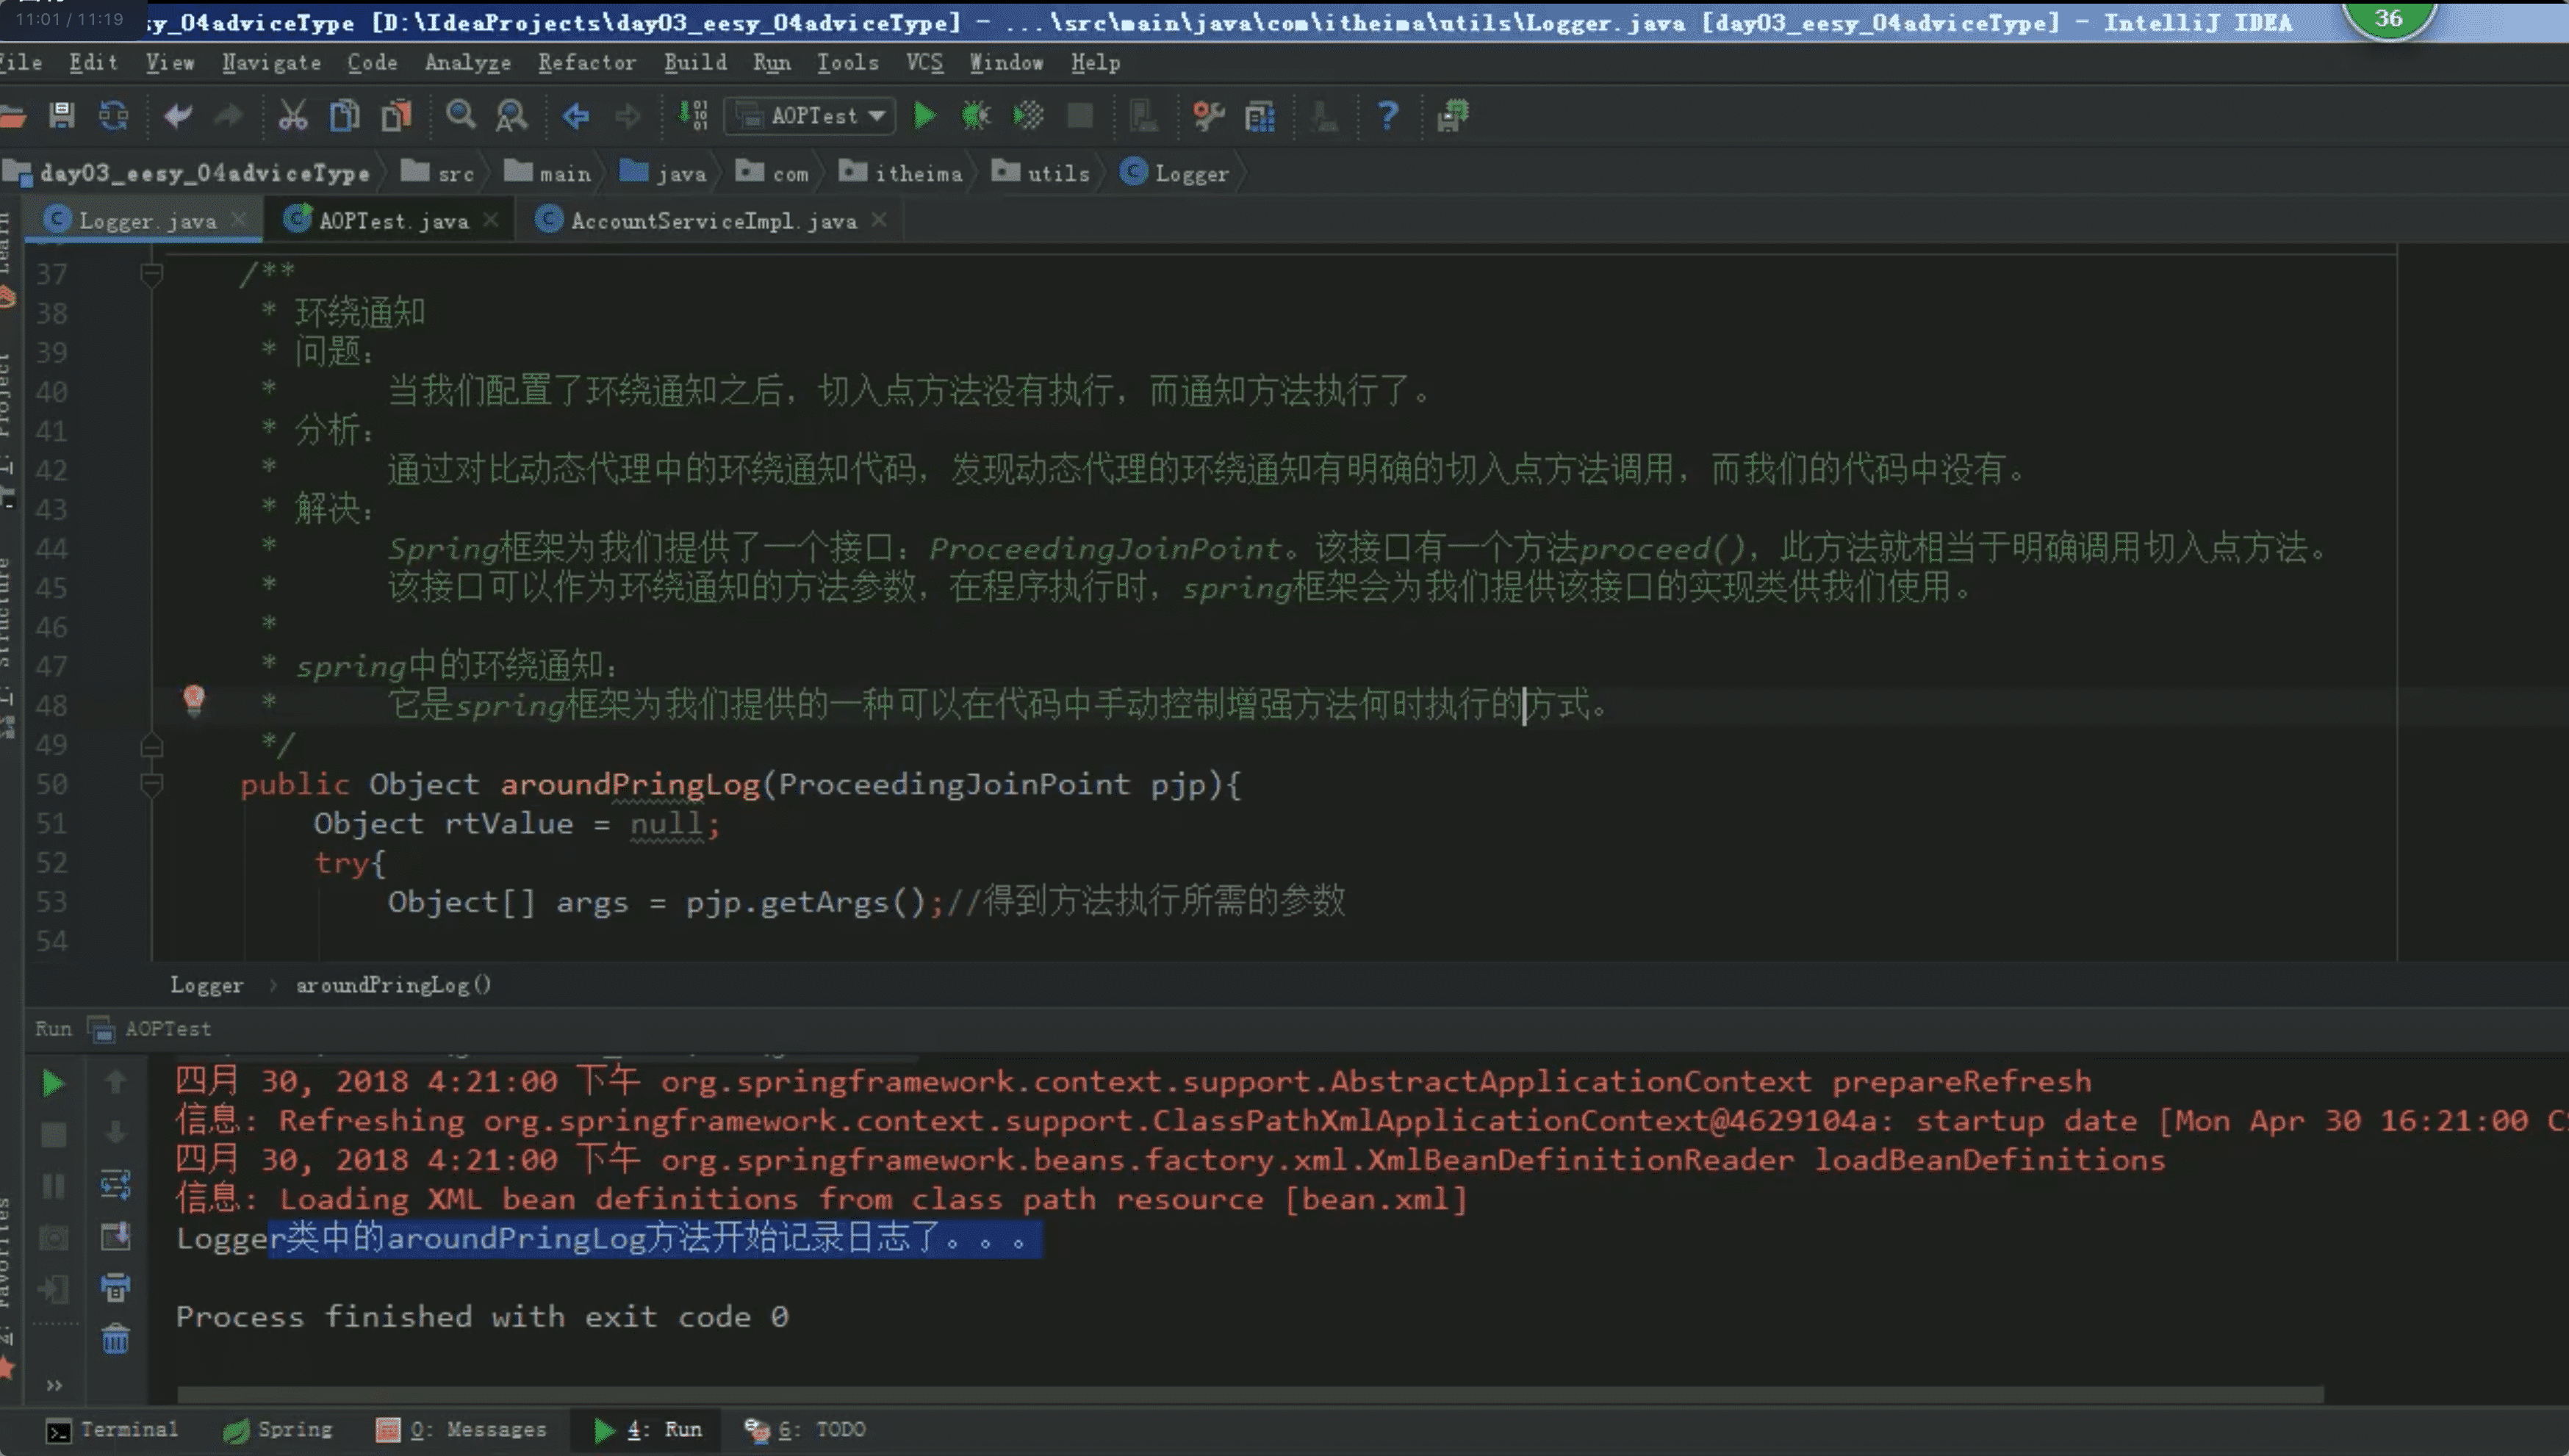 11:01 / 11:19
sy_04adviceType [D:\IdeaProjects\day03_eesy_04adviceType] - ...\src\main\java\com\itheima\utils\Logger.java [day03_eesy_04adviceType] - IntelliJ IDEA
36
File Edit View Navigate Code Analyze Refactor Build Run Tools VCS Window Help
AOPTest
day03_eesy_04adviceType src main java com itheima utils Logger
Logger.java AOPTest.java AccountServiceImpl.java
37 /**
38 * 环绕通知
39 * 问题：
40 * 当我们配置了环绕通知之后，切入点方法没有执行，而通知方法执行了。
41 * 分析：
42 * 通过对比动态代理中的环绕通知代码，发现动态代理的环绕通知有明确的切入点方法调用，而我们的代码中没有。
43 * 解决：
44 * Spring框架为我们提供了一个接口：ProceedingJoinPoint。该接口有一个方法proceed()，此方法就相当于明确调用切入点方法。
45 * 该接口可以作为环绕通知的方法参数，在程序执行时，spring框架会为我们提供该接口的实现类供我们使用。
46 *
47 * spring中的环绕通知：
48 * 它是spring框架为我们提供的一种可以在代码中手动控制增强方法何时执行的方式。
49 */
50 public Object aroundPringLog(ProceedingJoinPoint pjp){
51 Object rtValue = null;
52 try{
53 Object[] args = pjp.getArgs();//得到方法执行所需的参数
54
Logger > aroundPringLog()
Run AOPTest
四月 30, 2018 4:21:00 下午 org.springframework.context.support.AbstractApplicationContext prepareRefresh
信息: Refreshing org.springframework.context.support.ClassPathXmlApplicationContext@4629104a: startup date [Mon Apr 30 16:21:00
四月 30, 2018 4:21:00 下午 org.springframework.beans.factory.xml.XmlBeanDefinitionReader loadBeanDefinitions
信息: Loading XML bean definitions from class path resource [bean.xml]
Logger类中的aroundPringLog方法开始记录日志了。。。
Process finished with exit code 0
Terminal Spring 0: Messages 4: Run 6: TODO